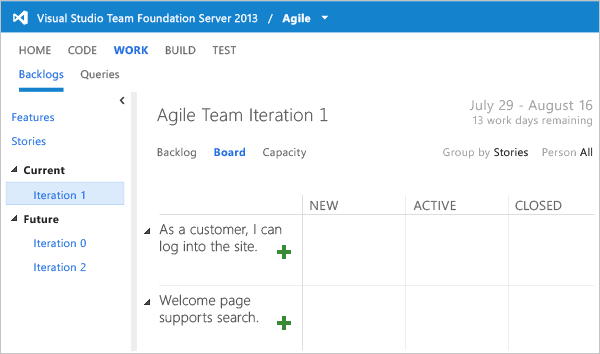 Visual Studio Team Foundation Server 2013 / Agile
HOME CODE WORK BUILD TEST
Backlogs Queries
Features
Stories
Current
Iteration 1
Future
Iteration 0
Iteration 2
Agile Team Iteration 1
July 29 - August 16
13 work days remaining
Backlog Board Capacity
Group by Stories Person All
NEW ACTIVE CLOSED
As a customer, I can
log into the site.
Welcome page
supports search.